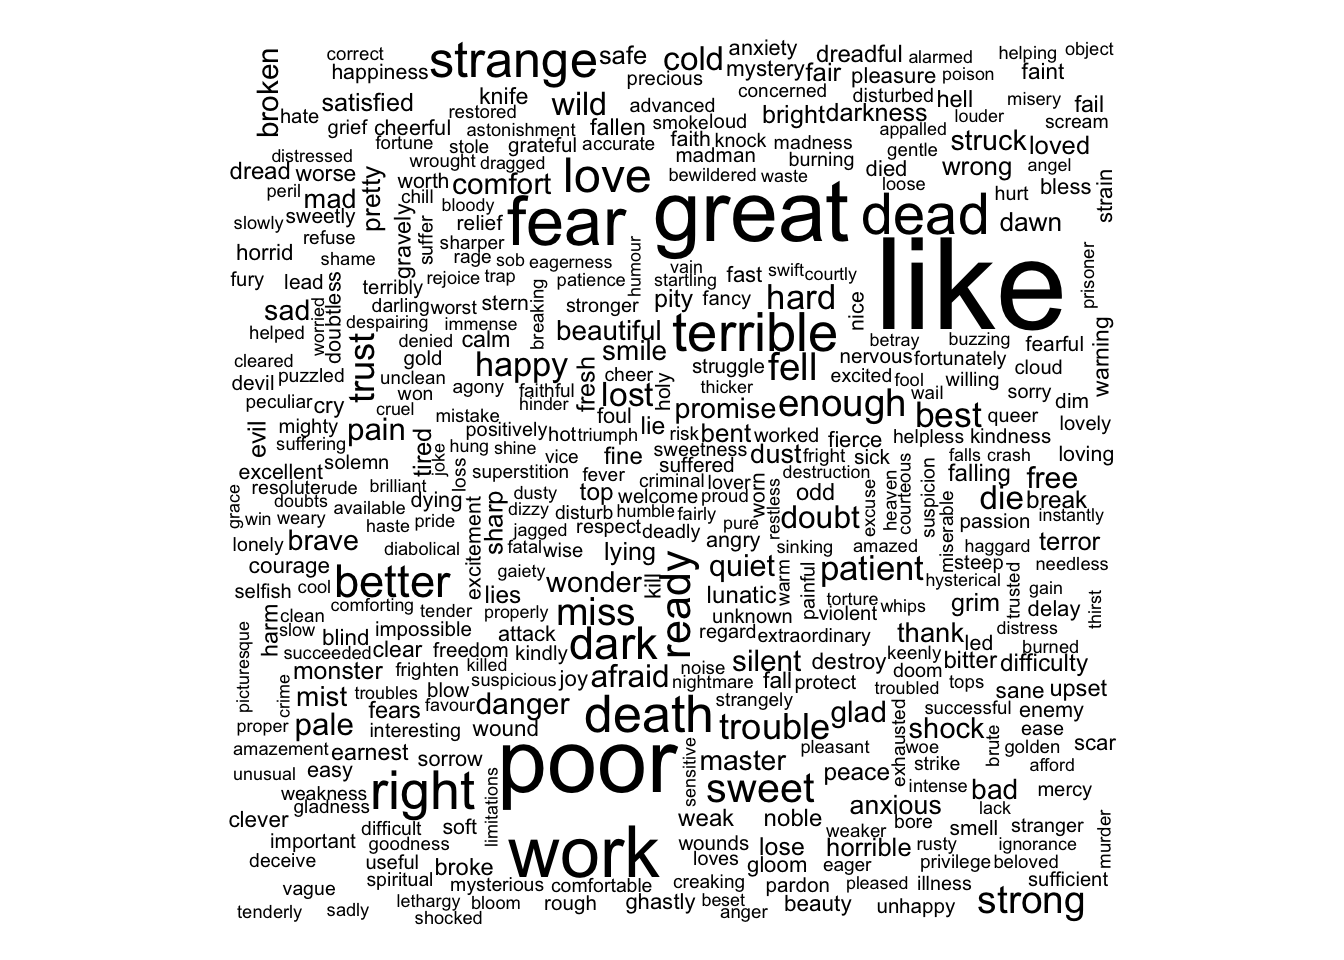 broken
correct
happiness
strange
safe
cold
anxiety
dreadful
alarmed
helping
object
precious
mystery
fair
pleasure
poison
faint
concerned
hate
satisfied
knife
restored
wild
advanced
bright
darkness
disturbed
hell
louder
misery
fail
scream
grief
cheerful
astonishment
fallen
smoke
loud
appalled
struck
loved
fortune
stole
grateful
accurate
faith
knock
madness
gentle
distressed
wrought
dragged
madman
burning
died
wrong
angel
dread
worse
pretty
worth
comfort
love
bewildered
waste
loose
hurt
bless
strain
peril
mad
chill
bloody
fear
great
dead
dawn
slowly
sweetly
gravely
suffer
relief
refuse
sharper
horrid
shame
rage
sob
eagerness
humour
vain
like
prisoner
fury
lead
doubtless
terribly
rejoice
trap
patience
startling
fast
swift
courtly
sad
worried
darling
worst
stern
breaking
stronger
pity
fancy
hard
nice
despairing
immense
beautiful
terrible
helped
denied
calm
betray
buzzing
fearful
warning
cleared
trust
gold
happy
fresh
smile
struggle
fell
nervous
fortunately
cloud
devil
puzzled
unclean
agony
faithful
cheer
holy
thicker
excited
fool
willing
won
hinder
lost
wail
sorry
peculiar
cry
cruel
mistake
foul
promise
enough
best
queer
dim
evil
mighty
pain
tired
positively
hot
triumph
lie
risk
bent
worked
fierce
helpless
kindness
lovely
suffering
joke
hung
shine
vice
fine
sweetness
dust
fright
sick
falls
crash
loving
excellent
solemn
loss
superstition
fever
suffered
destruction
falling
free
resolute
rude
brilliant
criminal
lover
worn
odd
excuse
heaven
courteous
suspicion
grace
doubts
available
dying
sharp
dusty
top
welcome
proud
restless
die
break
win
weary
haste
pride
excitement
dizzy
disturb
humble
fairly
doubt
miserable
passion
instantly
jagged
respect
deadly
pure
lonely
brave
diabolical
fatal
wise
lying
angry
sinking
amazed
haggard
terror
courage
gaiety
wonder
kill
ready
quiet
warm
painful
patient
steep
needless
selfish
cool
better
lies
lunatic
hysterical
trusted
gain
harm
clean
comforting
tender
properly
miss
unknown
torture
violent
whips
grim
delay
thirst
slow
blind
impossible
attack
dark
regard
extraordinary
thank
led
distress
picturesque
succeeded
clear
freedom
kindly
keenly
burned
monster
frighten
killed
noise
silent
destroy
doom
bitter
difficulty
crime
suspicious
joy
afraid
nightmare
fall
protect
troubled
tops
sane
upset
mist
troubles
blow
favour
danger
strangely
fears
death
trouble
glad
exhausted
successful
enemy
proper
pale
interesting
wound
shock
brute
ease
amazement
earnest
sorrow
poor
sensitive
master
pleasant
woe
golden
scar
unusual
easy
limitations
peace
strike
afford
weakness
right
sweet
intense
bad
mercy
gladness
anxious
lack
clever
difficult
soft
weak
noble
weaker
bore
smell
stranger
murder
important
goodness
work
wounds
lose
horrible
rusty
ignorance
deceive
useful
broke
loves
gloom
eager
privilege
beloved
vague
spiritual
mysterious
comfortable
creaking
pardon
pleased
illness
sufficient
lethargy
bloom
rough
ghastly
beset
beauty
unhappy
strong
tenderly
sadly
shocked
anger